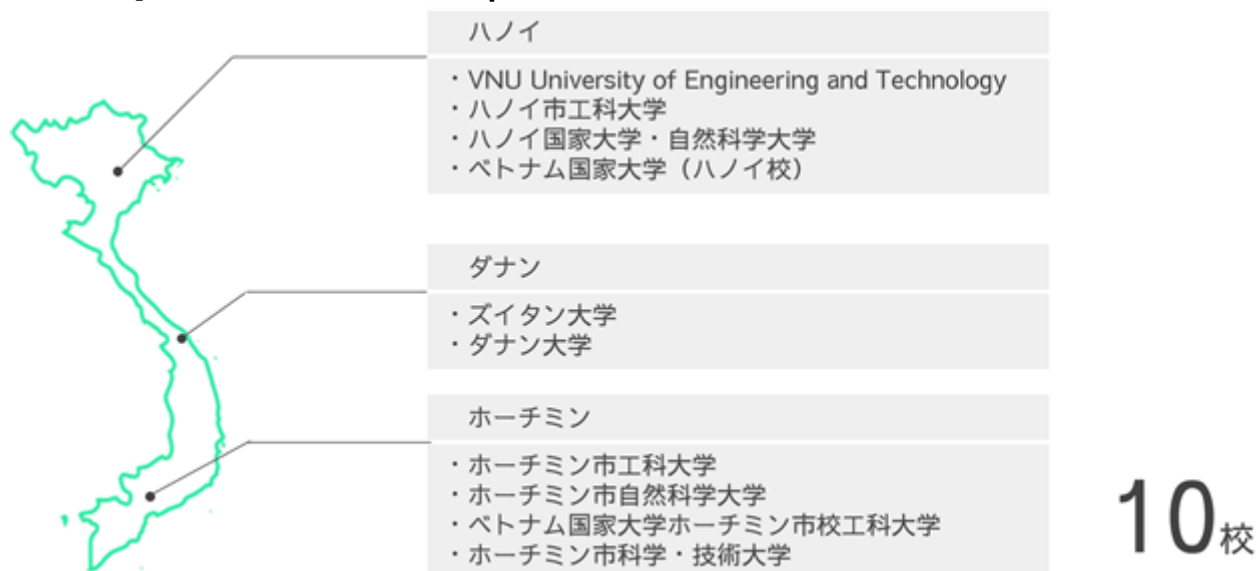 ハノイ
・VNU University of Engineering and Technology
・ハノイ市工科大学
・ハノイ国家大学・自然科学大学
・ベトナム国家大学（ハノイ校）
ダナン
・ズイタン大学
・ダナン大学
ホーチミン
・ホーチミン市工科大学
・ホーチミン市自然科学大学
・ベトナム国家大学ホーチミン市校工科大学
・ホーチミン市科学・技術大学
10校